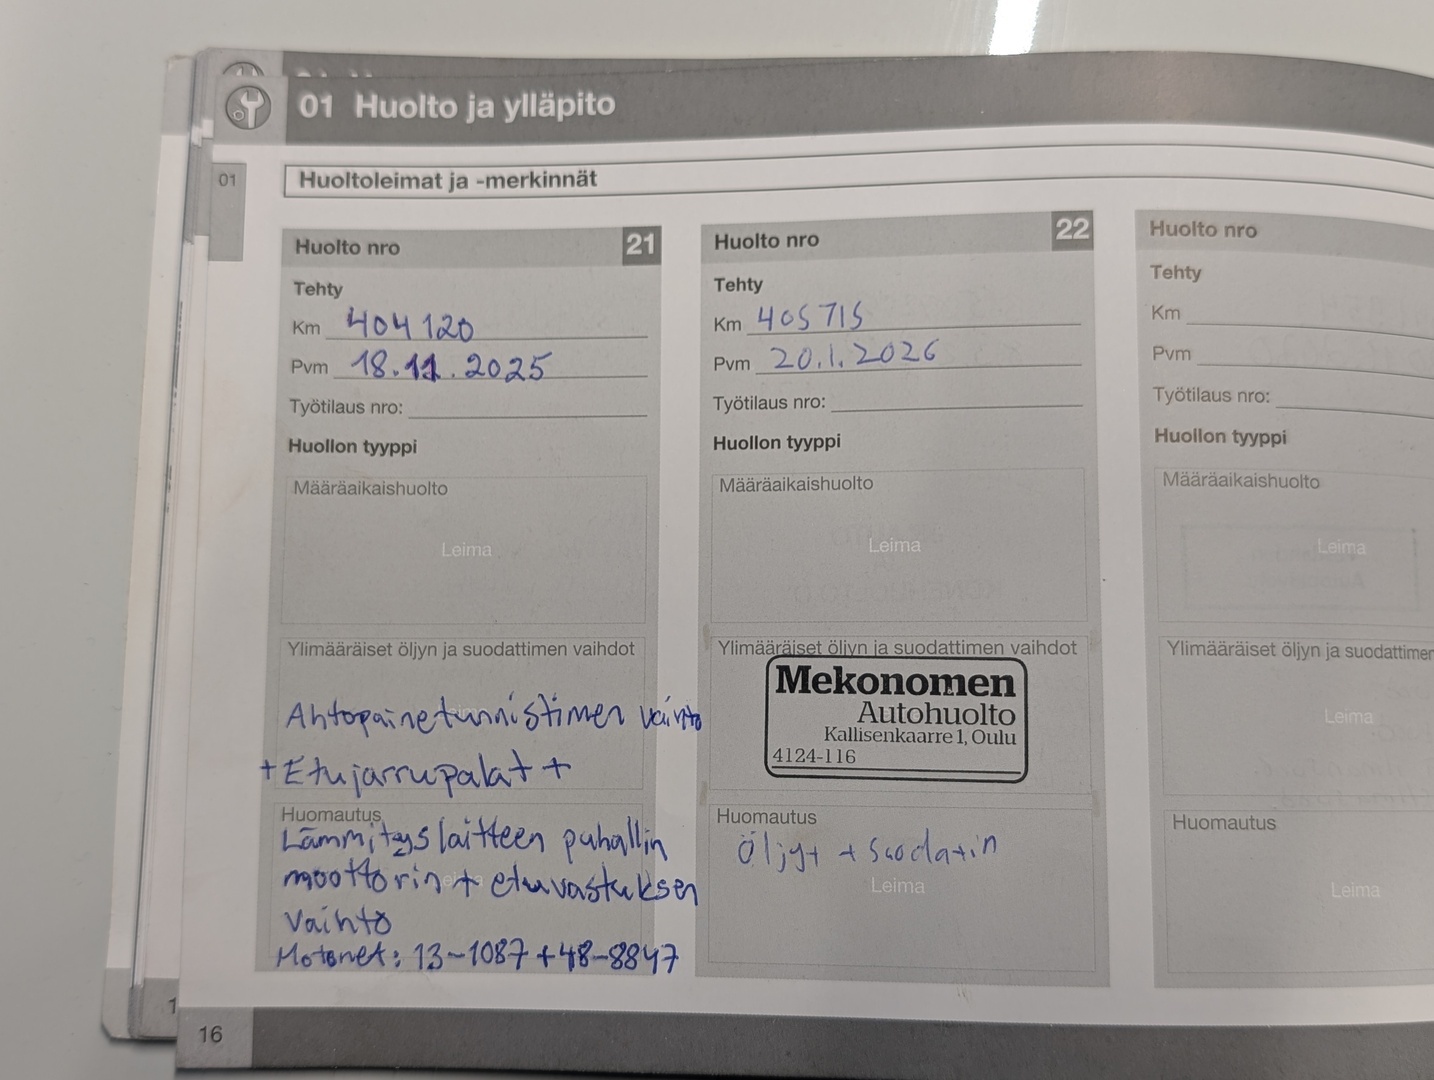 01 Huolto ja ylläpito
01
Huoltoleimat ja -merkinnät
Huolto nro 21
Tehty
Km 404 120
Pvm 18.11.2025
Työtilaus nro:
Huollon tyyppi
Määräaikaishuolto
Leima
Ylimääräiset öljyn ja suodattimen vaihdot
Ahtopainetunnistimen vaihto
+ Etujarrupalat +
Huomautus
Lämmityslaitteen puhallin
moottorin + etuvastuksen
vaihto
Motonet: 13-1087 + 48-8847
Huolto nro 22
Tehty
Km 405 715
Pvm 20.1.2026
Työtilaus nro:
Huollon tyyppi
Määräaikaishuolto
Leima
Ylimääräiset öljyn ja suodattimen vaihdot
Mekonomen
Autohuolto
Kallisenkaarre 1, Oulu
4124-116
Huomautus
Öljyt + suodatin
Leima
Huolto nro
Tehty
Km
Pvm
Työtilaus nro:
Huollon tyyppi
Määräaikaishuolto
Leima
Ylimääräiset öljyn ja suodattimen
Leima
Huomautus
Leima
16